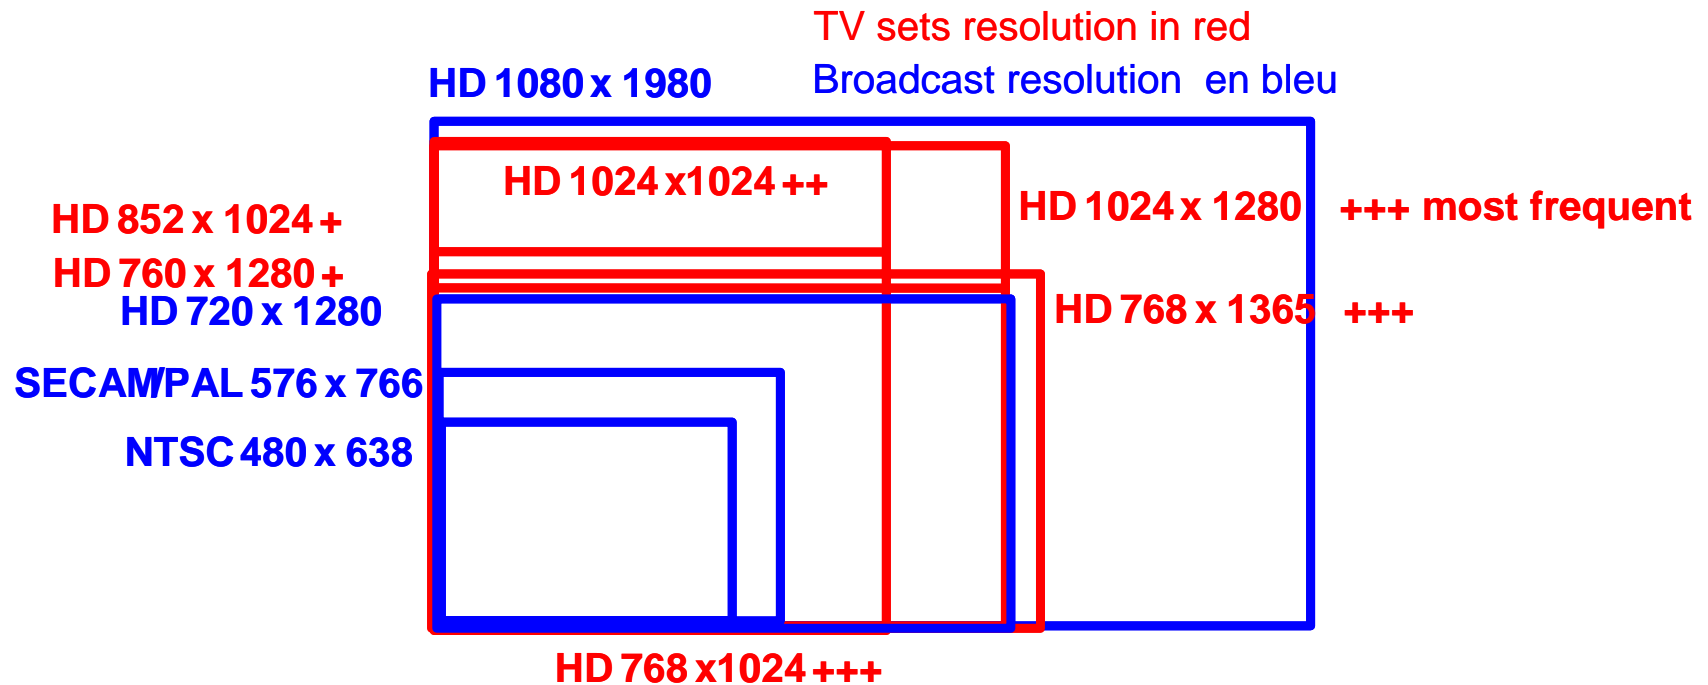 TV sets resolution in red
HD 1080 x 1980
Broadcast resolution en bleu
HD 1024 x1024 ++
HD 852 x 1024 +
HD 1024 x 1280 +++ most frequent
HD 760 x 1280 +
HD 720 x 1280
HD 768 x 1365 +++
SECAM/PAL 576 x 766
NTSC 480 x 638
HD 768 x1024 +++